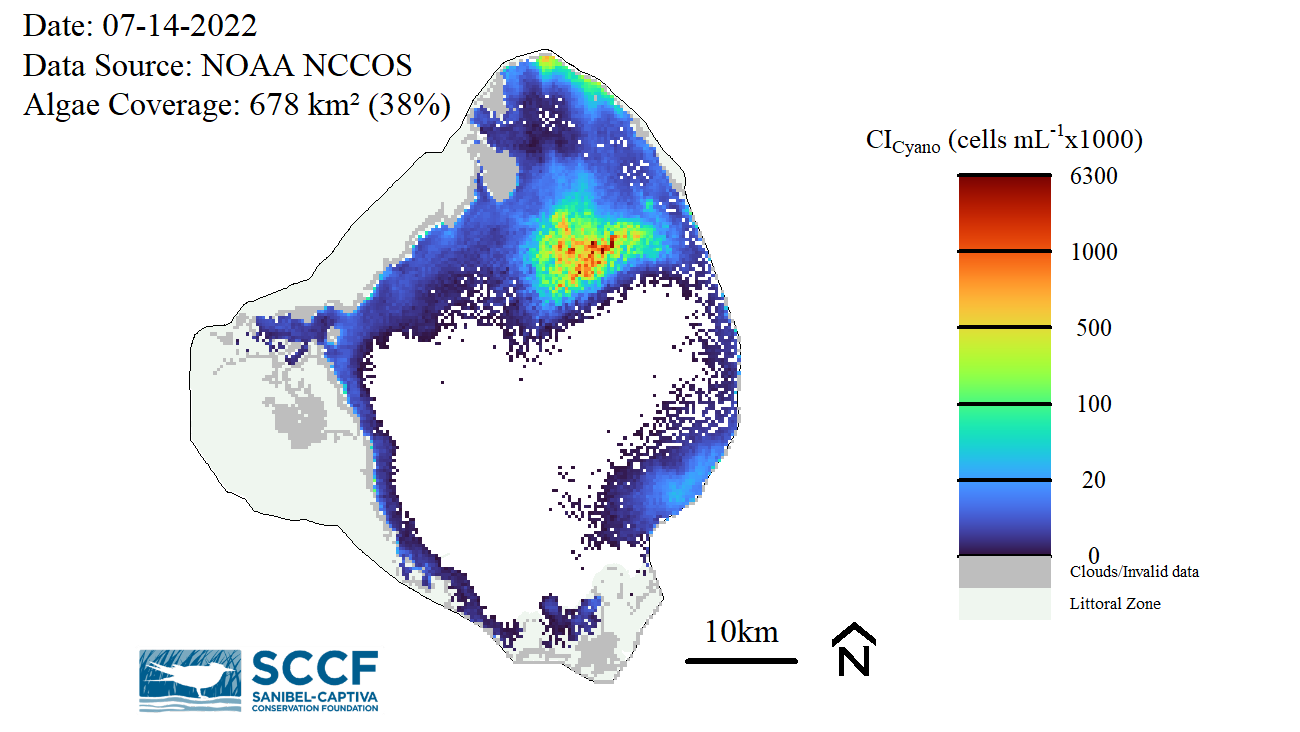 Date: 07-14-2022
Data Source: NOAA NCCOS
Algae Coverage: 678 km² (38%)
CI_Cyano (cells mL⁻¹x1000)
6300
1000
500
100
20
0
Clouds/Invalid data
Littoral Zone
10km
N
SCCF
SANIBEL-CAPTIVA
CONSERVATION FOUNDATION